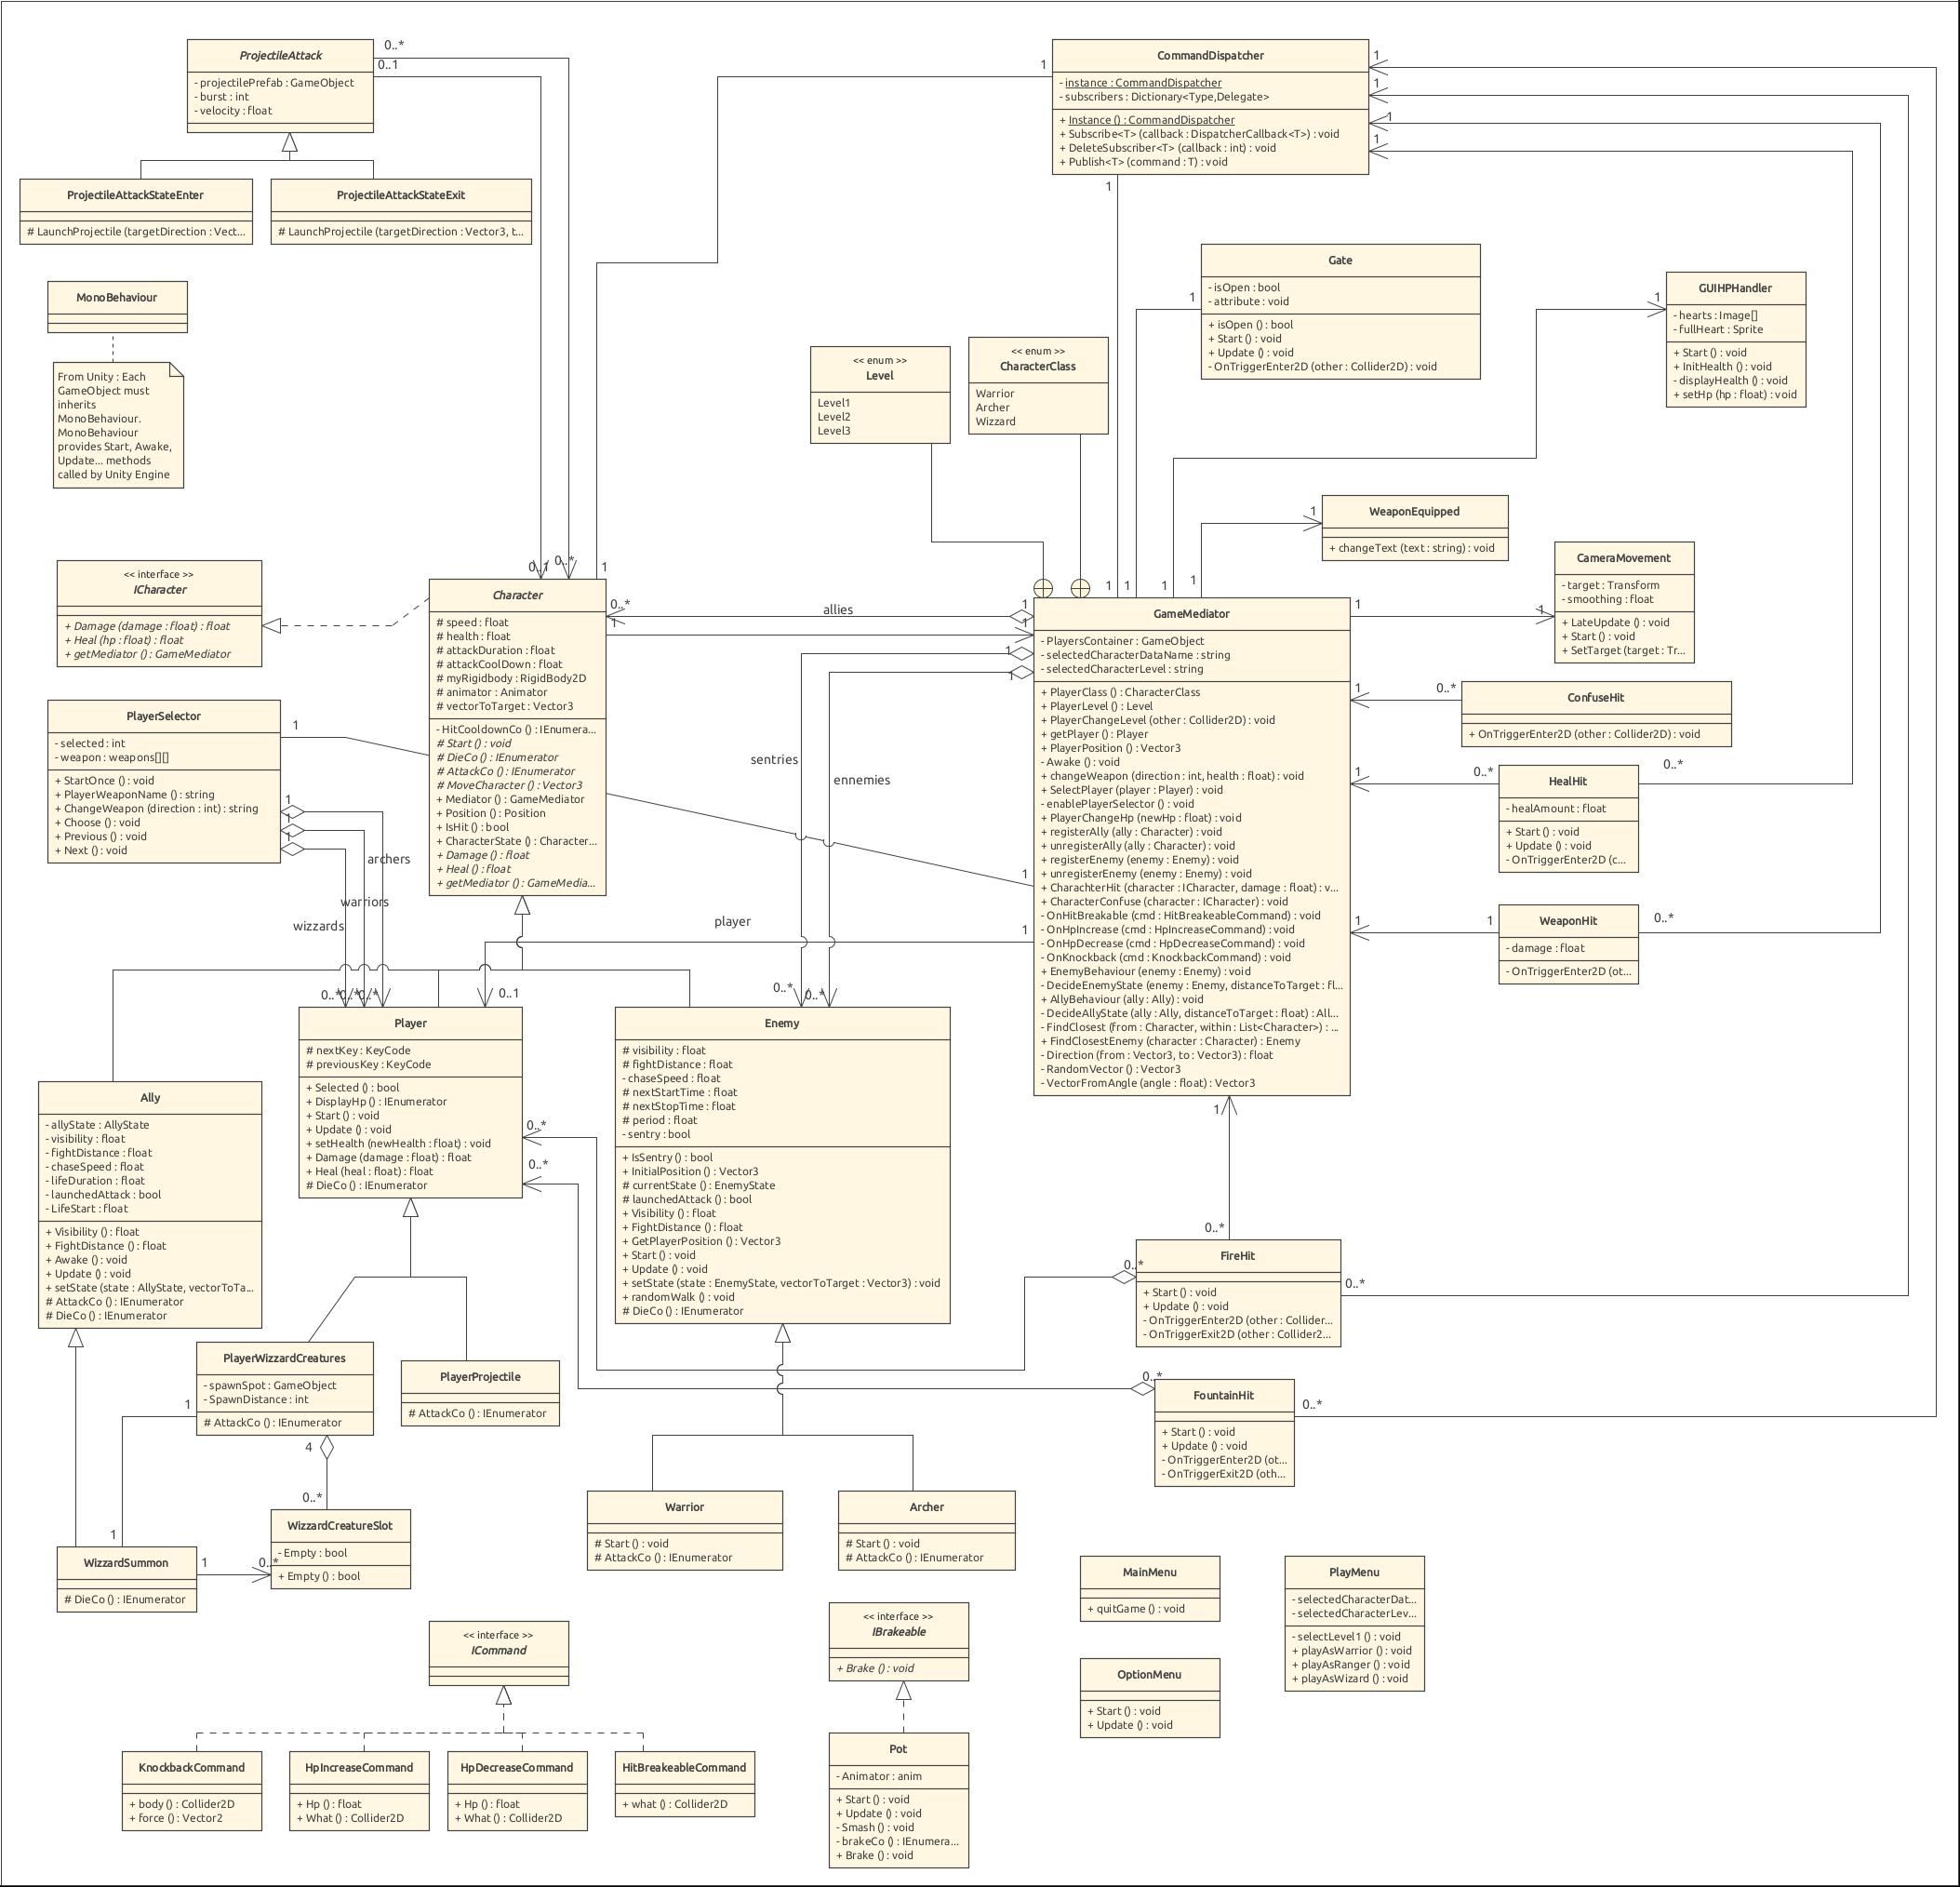 ProjectileAttack
- projectilePrefab : GameObject
- burst : int
- velocity : float
0..*
0..1
ProjectileAttackStateEnter
# LaunchProjectile (targetDirection : Vect...
ProjectileAttackStateExit
# LaunchProjectile (targetDirection : Vector3, t...
MonoBehaviour
From Unity : Each
GameObject must
inherits
MonoBehaviour.
MonoBehaviour
provides Start, Awake,
Update... methods
called by Unity Engine
CommandDispatcher
- instance : CommandDispatcher
- subscribers : Dictionary<Type,Delegate>
+ Instance () : CommandDispatcher
+ Subscribe<T> (callback : DispatcherCallback<T>) : void
+ DeleteSubscriber<T> (callback : int) : void
+ Publish<T> (command : T) : void
1
1
1
1
1
1
Gate
- isOpen : bool
- attribute : void
+ isOpen () : bool
+ Start () : void
+ Update () : void
- OnTriggerEnter2D (other : Collider2D) : void
1
GUIHPHandler
- hearts : Image[]
- fullHeart : Sprite
+ Start () : void
+ InitHealth () : void
- displayHealth () : void
+ setHp (hp : float) : void
1
<< enum >>
Level
Level1
Level2
Level3
<< enum >>
CharacterClass
Warrior
Archer
Wizzard
WeaponEquipped
+ changeText (text : string) : void
1
CameraMovement
- target : Transform
- smoothing : float
+ LateUpdate () : void
+ Start () : void
+ SetTarget (target : Tr...
1
1
<< interface >>
ICharacter
+ Damage (damage : float) : float
+ Heal (hp : float) : float
+ getMediator () : GameMediator
0..1
0..*
1
Character
# speed : float
# health : float
# attackDuration : float
# attackCoolDown : float
# myRigidbody : RigidBody2D
# animator : Animator
# vectorToTarget : Vector3
- HitCooldownCo () : IEnumera...
# Start () : void
# DieCo () : IEnumerator
# AttackCo () : IEnumerator
# MoveCharacter () : Vector3
+ Mediator () : GameMediator
+ Position () : Position
+ IsHit () : bool
+ CharacterState () : Character...
+ Damage () : float
+ Heal () : float
+ getMediator () : GameMedia...
0..*
1
allies
1
1
1
1
1
1
1
1
1
GameMediator
- PlayersContainer : GameObject
- selectedCharacterDataName : string
- selectedCharacterLevel : string
+ PlayerClass () : CharacterClass
+ PlayerLevel () : Level
+ PlayerChangeLevel (other : Collider2D) : void
+ getPlayer () : Player
+ PlayerPosition () : Vector3
- Awake () : void
+ changeWeapon (direction : int, health : float) : void
+ SelectPlayer (player : Player) : void
- enablePlayerSelector () : void
+ PlayerChangeHp (newHp : float) : void
+ registerAlly (ally : Character) : void
+ unregisterAlly (ally : Character) : void
+ registerEnemy (enemy : Enemy) : void
+ unregisterEnemy (enemy : Enemy) : void
+ CharachterHit (character : ICharacter, damage : float) : v...
+ CharacterConfuse (character : ICharacter) : void
- OnHitBreakable (cmd : HitBreakeableCommand) : void
- OnHpIncrease (cmd : HpIncreaseCommand) : void
- OnHpDecrease (cmd : HpDecreaseCommand) : void
- OnKnockback (cmd : KnockbackCommand) : void
+ EnemyBehaviour (enemy : Enemy) : void
- DecideEnemyState (enemy : Enemy, distanceToTarget : fl...
+ AllyBehaviour (ally : Ally) : void
- DecideAllyState (ally : Ally, distanceToTarget : float) : All...
- FindClosest (from : Character, within : List<Character>) : ...
+ FindClosestEnemy (character : Character) : Enemy
- Direction (from : Vector3, to : Vector3) : float
- RandomVector () : Vector3
- VectorFromAngle (angle : float) : Vector3
ConfuseHit
+ OnTriggerEnter2D (other : Collider2D) : void
1
0..*
HealHit
- healAmount : float
+ Start () : void
+ Update () : void
- OnTriggerEnter2D (c...
1
0..*
0..*
WeaponHit
- damage : float
- OnTriggerEnter2D (ot...
1
1
0..*
PlayerSelector
- selected : int
- weapon : weapons[][]
+ StartOnce () : void
+ PlayerWeaponName () : string
+ ChangeWeapon (direction : int) : string
+ Choose () : void
+ Previous () : void
+ Next () : void
1
1
1
1
archers
warriors
wizzards
sentries
ennemies
player
1
1
0..*
0..*
0..*
0..1
0..*
0..*
Player
# nextKey : KeyCode
# previousKey : KeyCode
+ Selected () : bool
+ DisplayHp () : IEnumerator
+ Start () : void
+ Update () : void
+ setHealth (newHealth : float) : void
+ Damage (damage : float) : float
+ Heal (heal : float) : float
# DieCo () : IEnumerator
0..*
0..*
Enemy
# visibility : float
# fightDistance : float
- chaseSpeed : float
# nextStartTime : float
# nextStopTime : float
# period : float
- sentry : bool
+ IsSentry () : bool
+ InitialPosition () : Vector3
# currentState () : EnemyState
# launchedAttack () : bool
+ Visibility () : float
+ FightDistance () : float
+ GetPlayerPosition () : Vector3
+ Start () : void
+ Update () : void
+ setState (state : EnemyState, vectorToTarget : Vector3) : void
+ randomWalk () : void
# DieCo () : IEnumerator
Ally
- allyState : AllyState
- visibility : float
- fightDistance : float
- chaseSpeed : float
- lifeDuration : float
- launchedAttack : bool
- LifeStart : float
+ Visibility () : float
+ FightDistance () : float
+ Awake () : void
+ Update () : void
+ setState (state : AllyState, vectorToTa...
# AttackCo () : IEnumerator
# DieCo () : IEnumerator
1
0..*
FireHit
+ Start () : void
+ Update () : void
- OnTriggerEnter2D (other : Collider...
- OnTriggerExit2D (other : Collider2...
0..*
0..*
FountainHit
+ Start () : void
+ Update () : void
- OnTriggerEnter2D (ot...
- OnTriggerExit2D (oth...
0..*
0..*
PlayerWizzardCreatures
- spawnSpot : GameObject
- SpawnDistance : int
# AttackCo () : IEnumerator
1
4
PlayerProjectile
# AttackCo () : IEnumerator
0..*
WizzardCreatureSlot
- Empty : bool
+ Empty () : bool
1
WizzardSummon
# DieCo () : IEnumerator
1
0..*
Warrior
# Start () : void
# AttackCo () : IEnumerator
Archer
# Start () : void
# AttackCo () : IEnumerator
MainMenu
+ quitGame () : void
PlayMenu
- selectedCharacterDat...
- selectedCharacterLev...
- selectLevel1 () : void
+ playAsWarrior () : void
+ playAsRanger () : void
+ playAsWizard () : void
OptionMenu
+ Start () : void
+ Update () : void
<< interface >>
ICommand
<< interface >>
IBrakeable
+ Brake () : void
KnockbackCommand
+ body () : Collider2D
+ force () : Vector2
HpIncreaseCommand
+ Hp () : float
+ What () : Collider2D
HpDecreaseCommand
+ Hp () : float
+ What () : Collider2D
HitBreakeableCommand
+ what () : Collider2D
Pot
- Animator : anim
+ Start () : void
+ Update () : void
- Smash () : void
- brakeCo () : IEnumera...
+ Brake () : void